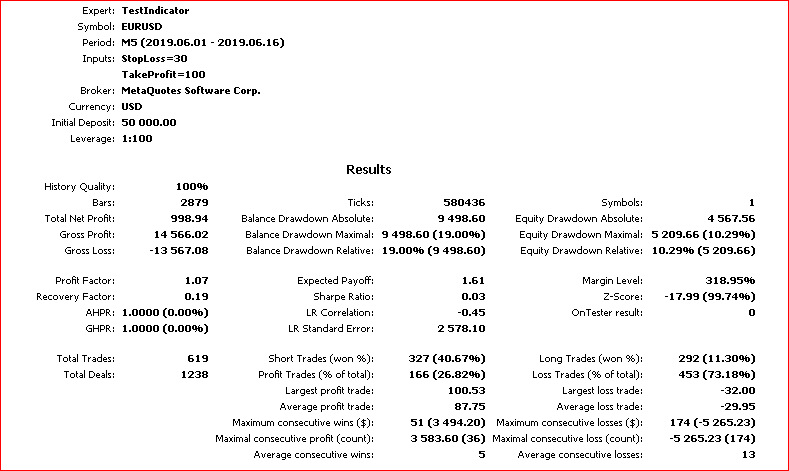 Expert: TestIndicator
Symbol: EURUSD
Period: M5 (2019.06.01 - 2019.06.16)
Inputs: StopLoss=30
TakeProfit=100
Broker: MetaQuotes Software Corp.
Currency: USD
Initial Deposit: 50 000.00
Leverage: 1:100
Results
History Quality: 100%
Bars: 2879 Ticks: 580436 Symbols: 1
Total Net Profit: 998.94 Balance Drawdown Absolute: 9 498.60 Equity Drawdown Absolute: 4 567.56
Gross Profit: 14 566.02 Balance Drawdown Maximal: 9 498.60 (19.00%) Equity Drawdown Maximal: 5 209.66 (10.29%)
Gross Loss: -13 567.08 Balance Drawdown Relative: 19.00% (9 498.60) Equity Drawdown Relative: 10.29% (5 209.66)
Profit Factor: 1.07 Expected Payoff: 1.61 Margin Level: 318.95%
Recovery Factor: 0.19 Sharpe Ratio: 0.03 Z-Score: -17.99 (99.74%)
AHPR: 1.0000 (0.00%) LR Correlation: -0.45 OnTester result: 0
GHPR: 1.0000 (0.00%) LR Standard Error: 2 578.10
Total Trades: 619 Short Trades (won %): 327 (40.67%) Long Trades (won %): 292 (11.30%)
Total Deals: 1238 Profit Trades (% of total): 166 (26.82%) Loss Trades (% of total): 453 (73.18%)
Largest profit trade: 100.53 Largest loss trade: -32.00
Average profit trade: 87.75 Average loss trade: -29.95
Maximum consecutive wins ($): 51 (3 494.20) Maximum consecutive losses ($): 174 (-5 265.23)
Maximal consecutive profit (count): 3 583.60 (36) Maximal consecutive loss (count): -5 265.23 (174)
Average consecutive wins: 5 Average consecutive losses: 13